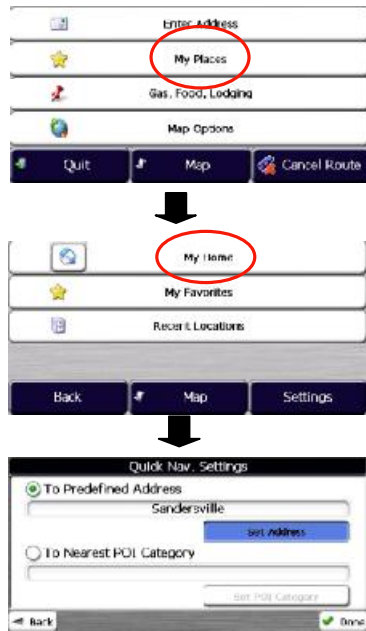 Enter Address
My Places
Gas, Food, Lodging
Map Options
Quit Map Cancel Route
My Home
My Favorites
Recent Locations
Back Map Settings
Quick Nav. Settings
To Predefined Address
Sandersville
Set Address
To Nearest POI Category
Set POI Category
Back Done